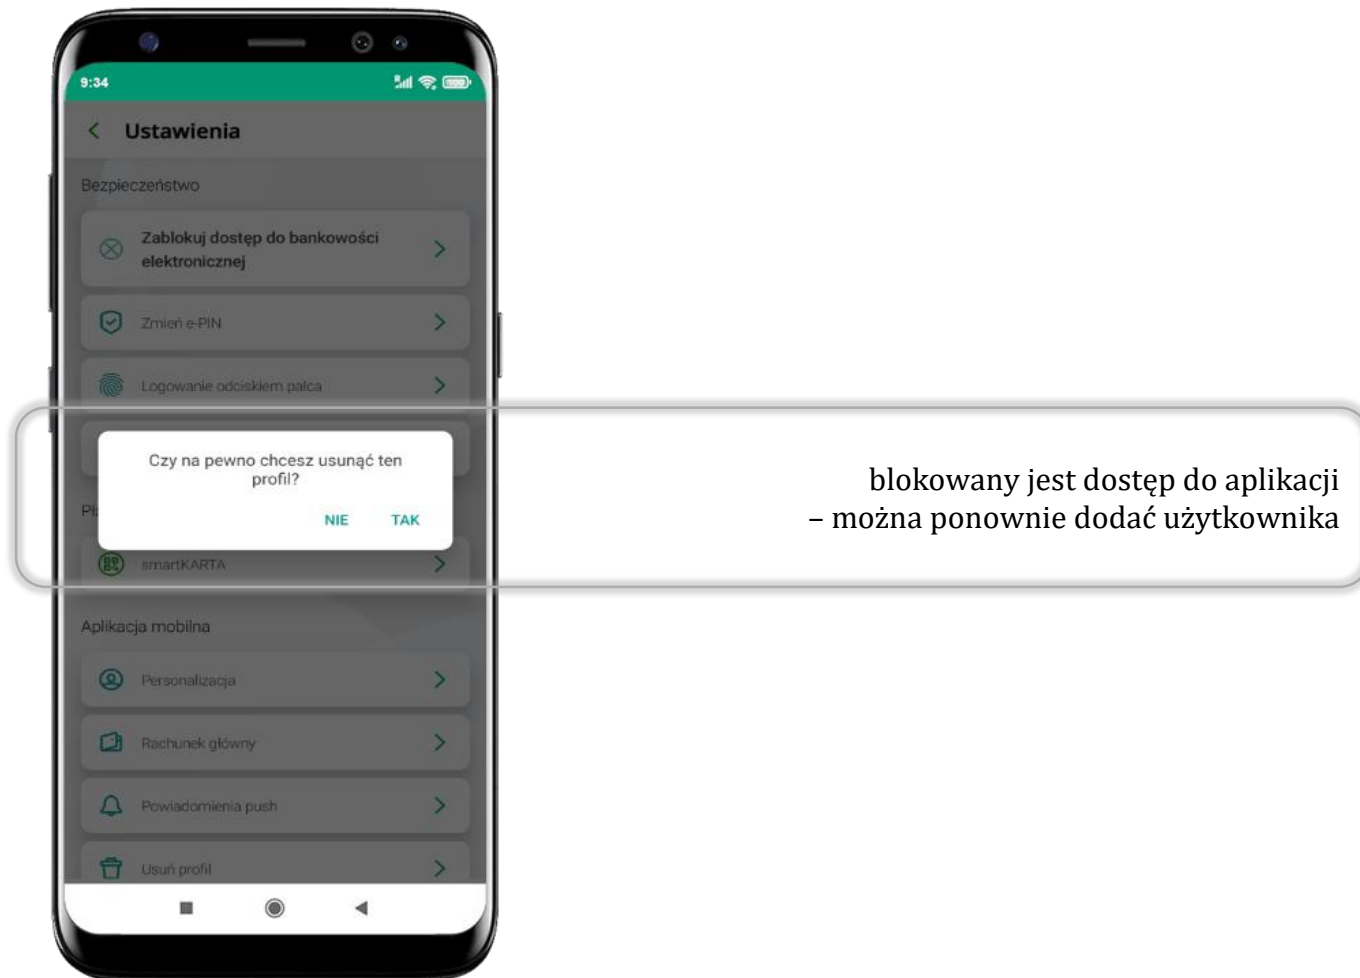 9:34
Ustawienia
Bezpieczeństwo
Zablokuj dostęp do bankowości
elektronicznej
Zmień e-PIN
Logowanie odciskiem palca
Czy na pewno chcesz usunąć ten
profil?
NIE TAK
smartKARTA
Aplikacja mobilna
Personalizacja
Rachunek główny
Powiadomienia push
Usuń profil
blokowany jest dostęp do aplikacji
– można ponownie dodać użytkownika